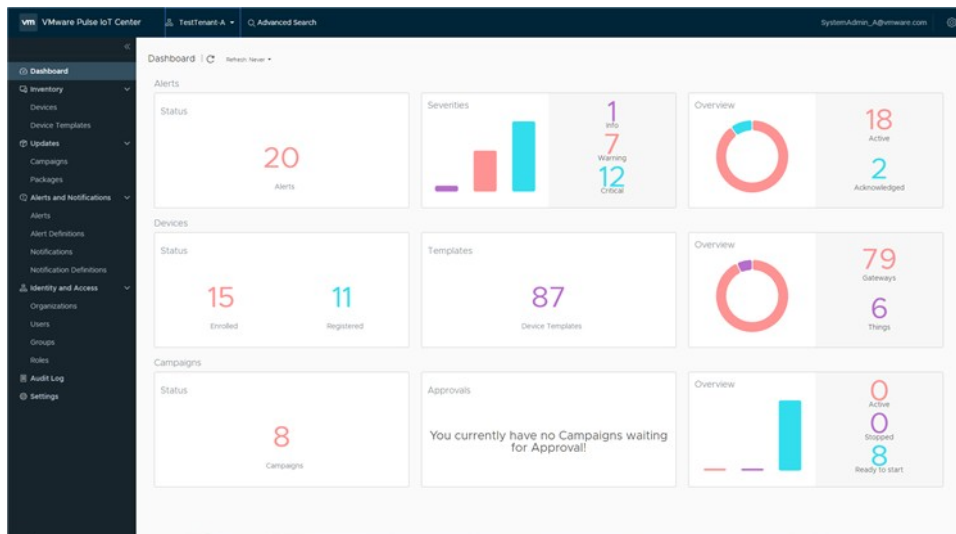 vm VMware Pulse IoT Center
TestTenant-A
Advanced Search
SystemAdmin_A@vmware.com
Dashboard
Inventory
Devices
Device Templates
Updates
Campaigns
Packages
Alerts and Notifications
Alerts
Alert Definitions
Notifications
Notification Definitions
Identity and Access
Organizations
Users
Groups
Roles
Audit Log
Settings
Dashboard
Refresh: Never
Alerts
Status
20
Alerts
Severities
1
Info
7
Warning
12
Critical
Overview
18
Active
2
Acknowledged
Devices
Status
15
Enrolled
11
Registered
Templates
87
Device Templates
Overview
79
Gateways
6
Things
Campaigns
Status
8
Campaigns
Approvals
You currently have no Campaigns waiting
for Approval!
Overview
0
Active
0
Stopped
8
Ready to start